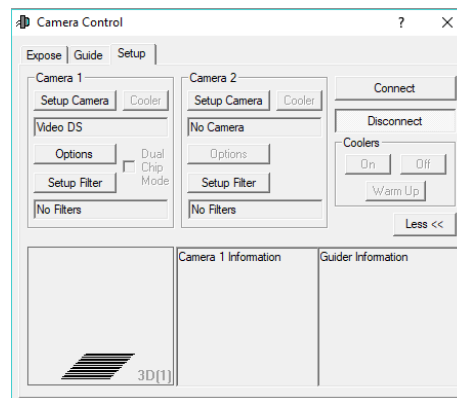 Camera Control
? ×
Expose Guide Setup
Camera 1
Setup Camera Cooler
Video DS
Options
Dual
Chip
Mode
Setup Filter
No Filters
Camera 2
Setup Camera Cooler
No Camera
Options
Setup Filter
No Filters
Connect
Disconnect
Coolers
On Off
Warm Up
Less <<
3D(1)
Camera 1 Information
Guider Information